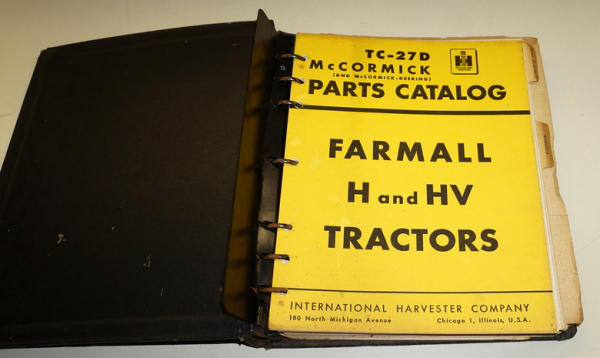 TC-27D
McCORMICK
(AND McCORMICK-DEERING)
PARTS CATALOG
FARMALL
H and HV
TRACTORS
INTERNATIONAL HARVESTER COMPANY
180 North Michigan Avenue Chicago 1, Illinois, U.S.A.